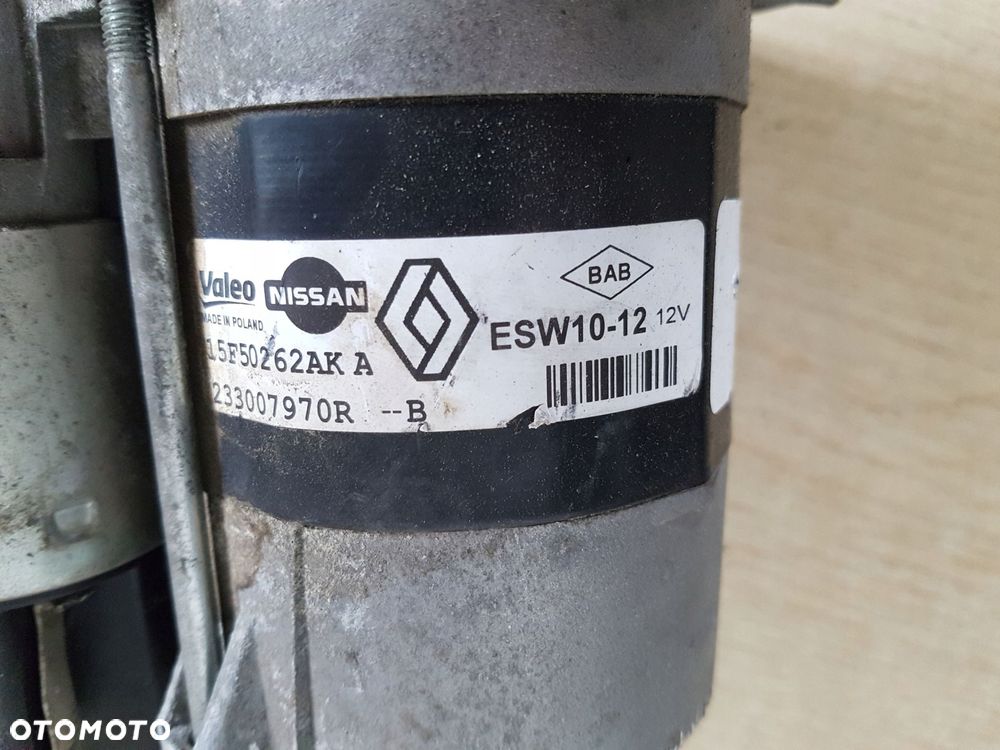 Valeo
NISSAN
MADE IN POLAND
15F50262AK A
233007970R --B
BAB
ESW10-12 12V
OTOMOTO